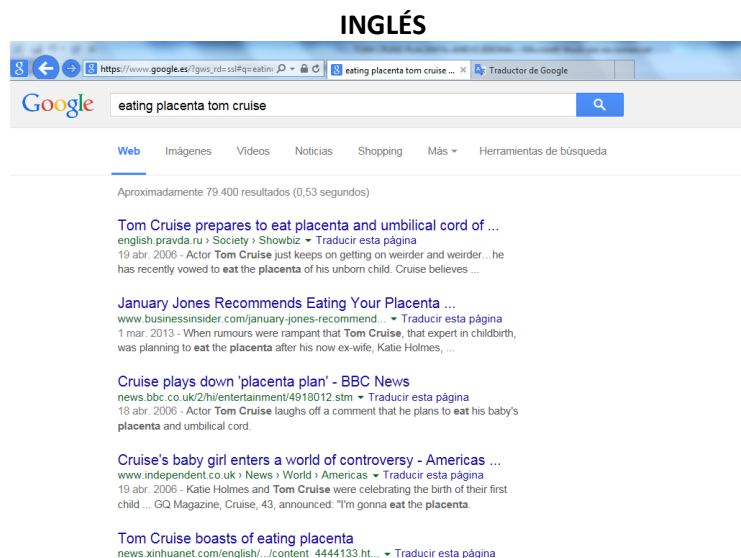 INGLÉS
https://www.google.es/?gws_rd=ssl#q=eating
eating placenta tom cruise ...
Traductor de Google
Google
eating placenta tom cruise
Web Imágenes Vídeos Noticias Shopping Más Herramientas de búsqueda
Aproximadamente 79.400 resultados (0,53 segundos)
Tom Cruise prepares to eat placenta and umbilical cord of ...
english.pravda.ru › Society › Showbiz Traducir esta página
19 abr. 2006 - Actor Tom Cruise just keeps on getting on weirder and weirder…he
has recently vowed to eat the placenta of his unborn child. Cruise believes ...
January Jones Recommends Eating Your Placenta ...
www.businessinsider.com/january-jones-recommend... Traducir esta página
1 mar. 2013 - When rumours were rampant that Tom Cruise, that expert in childbirth,
was planning to eat the placenta after his now ex-wife, Katie Holmes, ...
Cruise plays down 'placenta plan' - BBC News
news.bbc.co.uk/2/hi/entertainment/4918012.stm Traducir esta página
18 abr. 2006 - Actor Tom Cruise laughs off a comment that he plans to eat his baby's
placenta and umbilical cord.
Cruise's baby girl enters a world of controversy - Americas ...
www.independent.co.uk › News › World › Americas Traducir esta página
19 abr. 2006 - Katie Holmes and Tom Cruise were celebrating the birth of their first
child ... GQ Magazine, Cruise, 43, announced: "I'm gonna eat the placenta.
Tom Cruise boasts of eating placenta
news.xinhuanet.com/english/.../content_4444133.ht... Traducir esta página